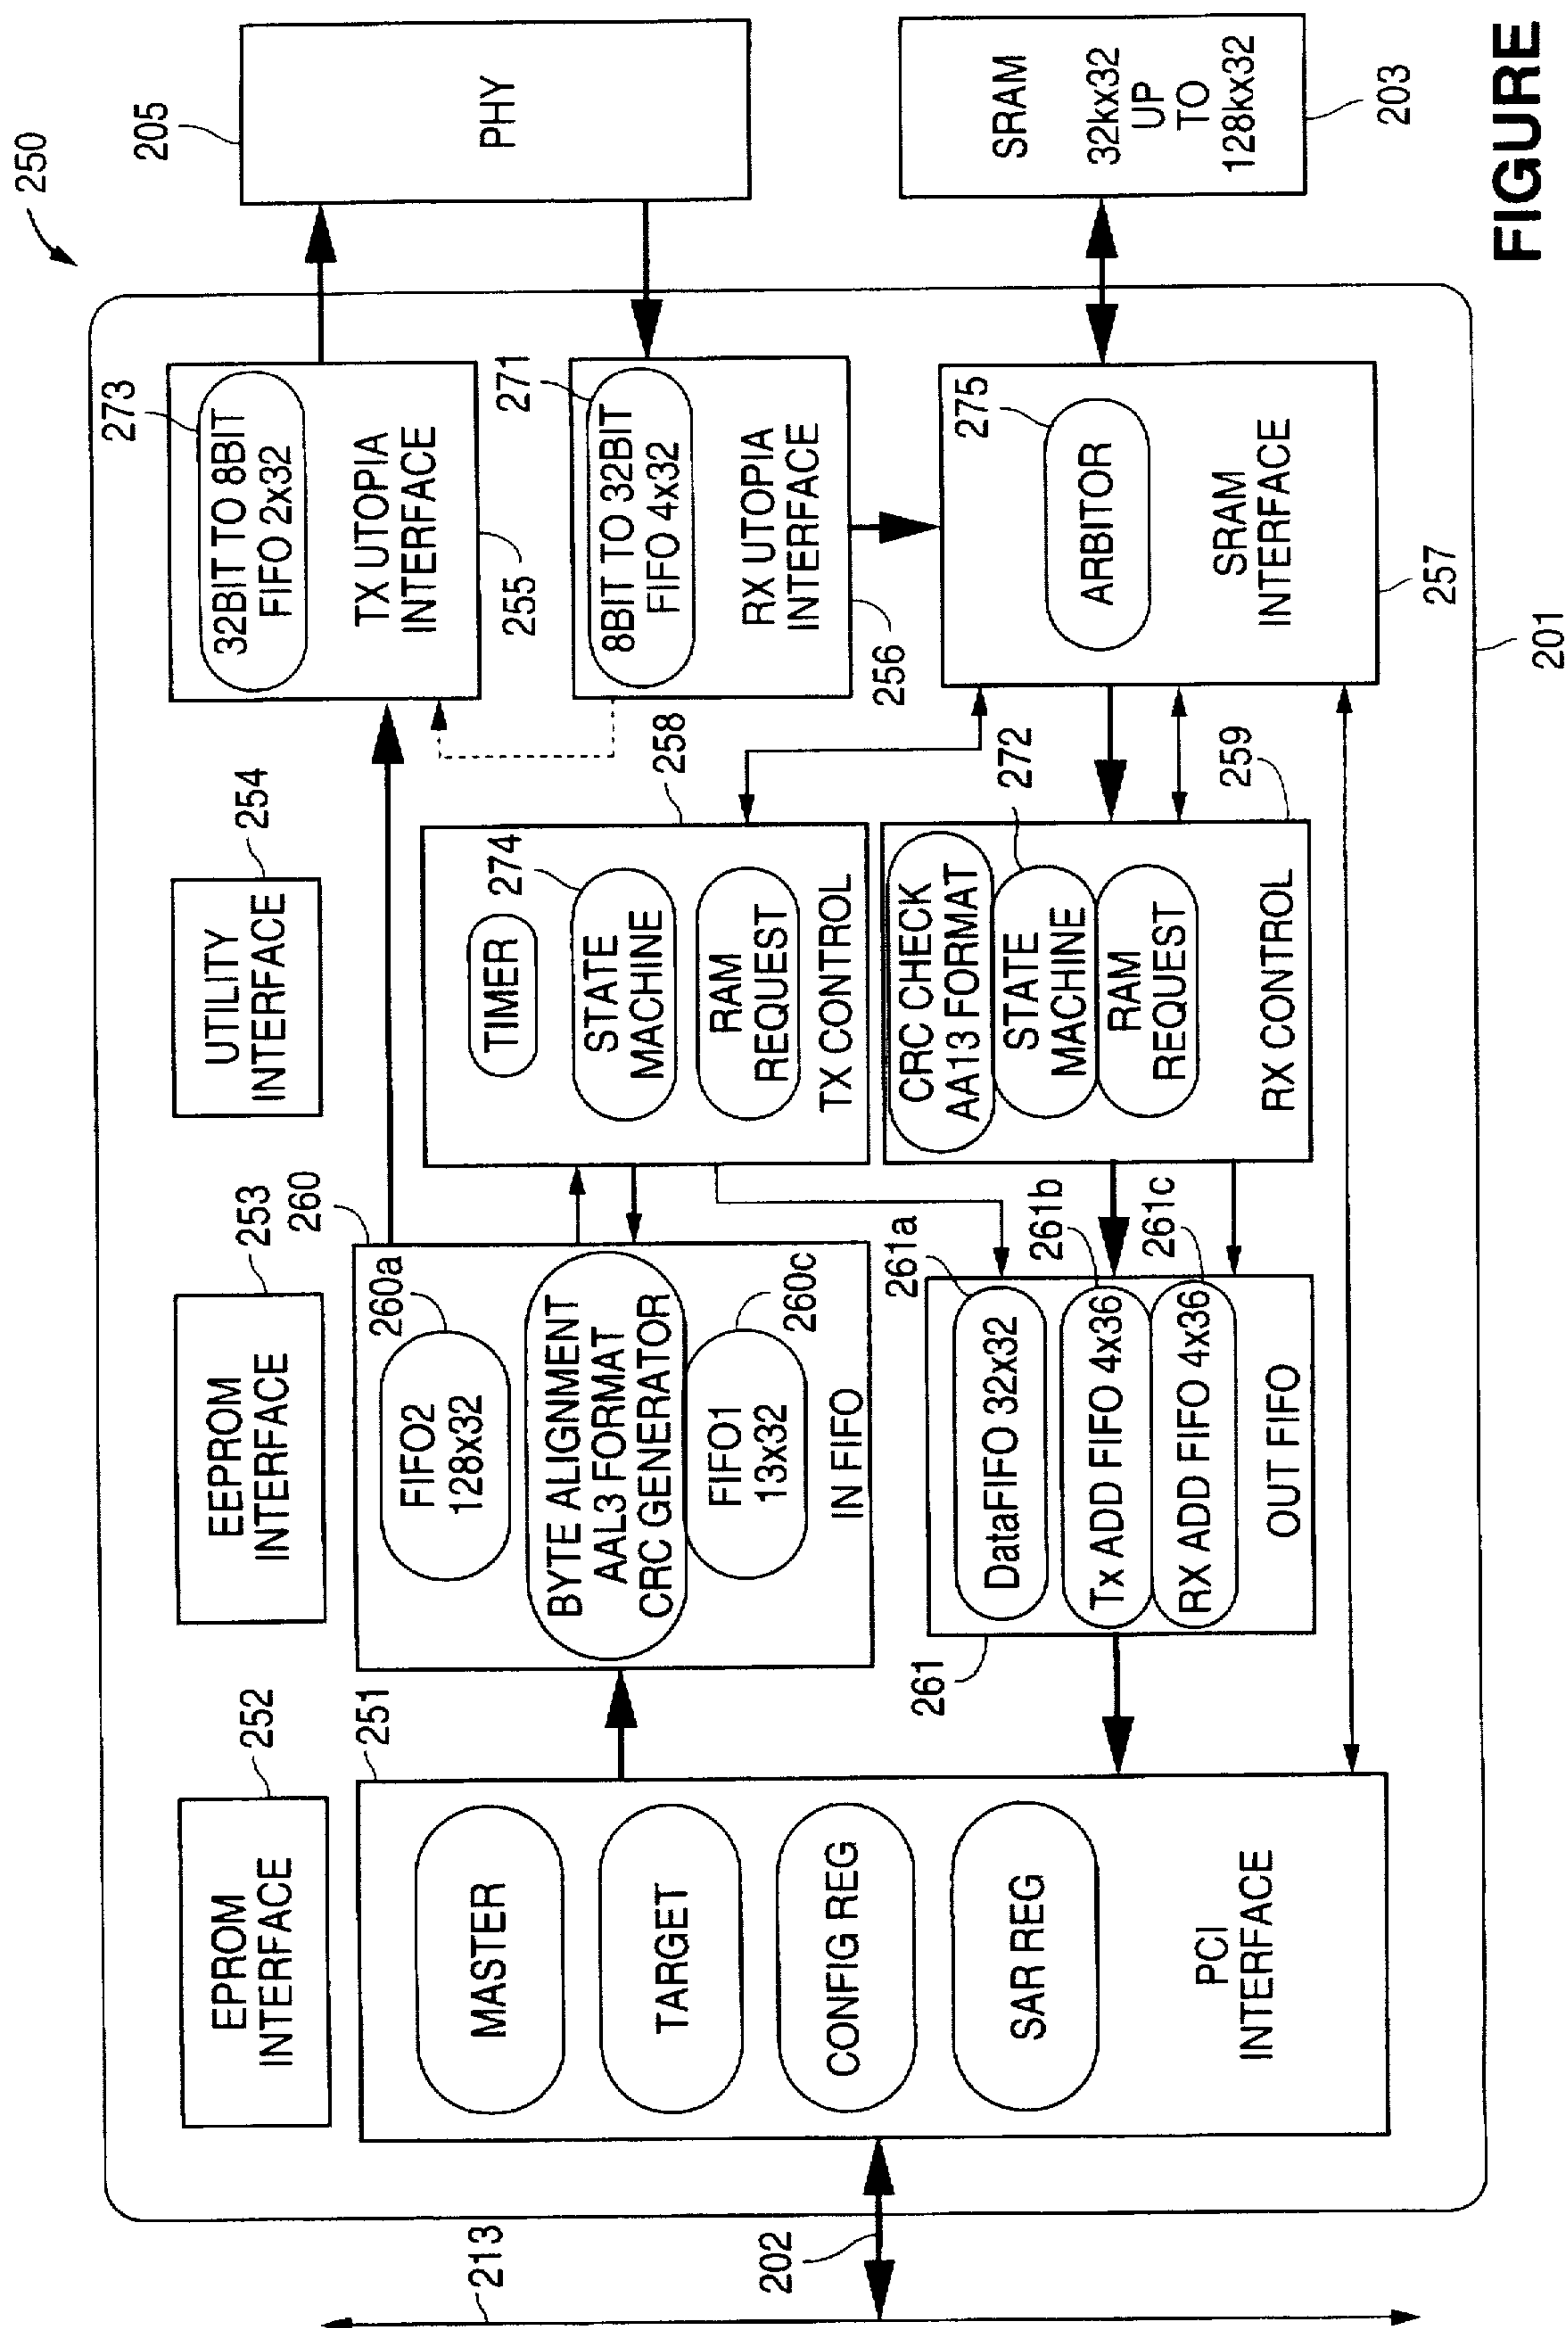 250
213
202
EPROM
INTERFACE
252
EEPROM
INTERFACE
253
UTILITY
INTERFACE
254
251
MASTER
TARGET
CONFIG REG
SAR REG
PCI
INTERFACE
260
260a
FIFO2
128x32
BYTE ALIGNMENT
AAL3 FORMAT
CRC GENERATOR
260c
FIFO1
13x32
IN FIFO
261
261a
DataFIFO 32x32
261b
Tx ADD FIFO 4x36
261c
RX ADD FIFO 4x36
OUT FIFO
258
TIMER
274
STATE
MACHINE
RAM
REQUEST
TX CONTROL
272
CRC CHECK
AA13 FORMAT
STATE
MACHINE
RAM
REQUEST
RX CONTROL
259
273
32BIT TO 8BIT
FIFO 2x32
TX UTOPIA
INTERFACE
255
271
8BIT TO 32BIT
FIFO 4x32
RX UTOPIA
INTERFACE
256
275
ARBITOR
SRAM
INTERFACE
257
201
205
PHY
SRAM
32kx32
UP
TO
128kx32
203
FIGURE